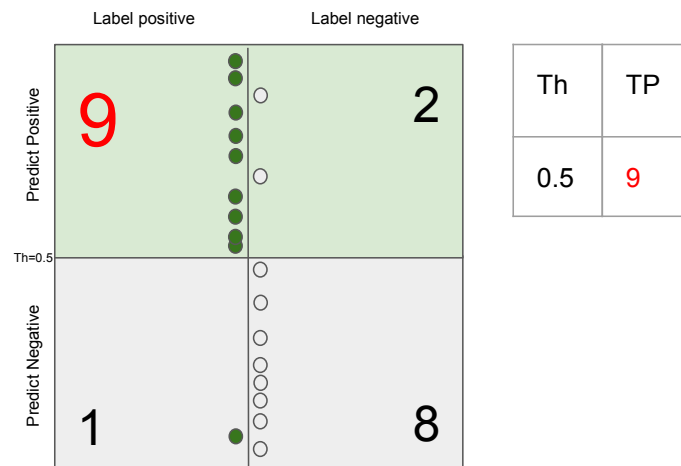 Label positive
Label negative
Predict Positive
9
2
Th=0.5
Predict Negative
1
8
Th
TP
0.5
9